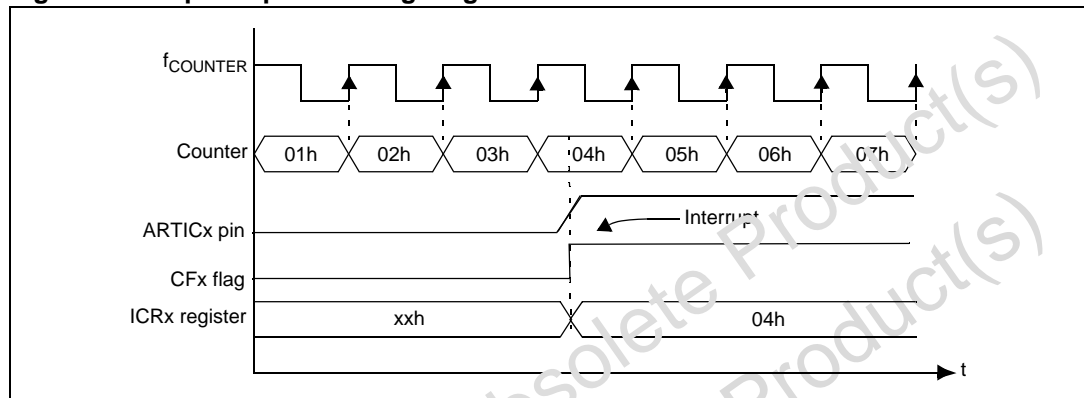 fCOUNTER
Counter 01h 02h 03h 04h 05h 06h 07h
ARTICx pin
Interrupt
CFx flag
ICRx register xxh 04h
t
Obsolete Product(s)
Obsolete Product(s)